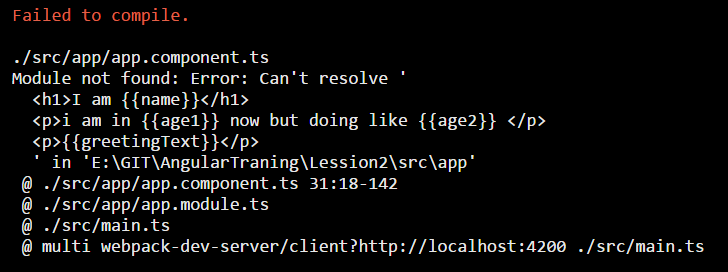 Failed to compile.
./src/app/app.component.ts
Module not found: Error: Can't resolve '
<h1>I am {{name}}</h1>
<p>i am in {{age1}} now but doing like {{age2}} </p>
<p>{{greetingText}}</p>
' in 'E:\GIT\AngularTraning\Lession2\src\app'
@ ./src/app/app.component.ts 31:18-142
@ ./src/app/app.module.ts
@ ./src/main.ts
@ multi webpack-dev-server/client?http://localhost:4200 ./src/main.ts